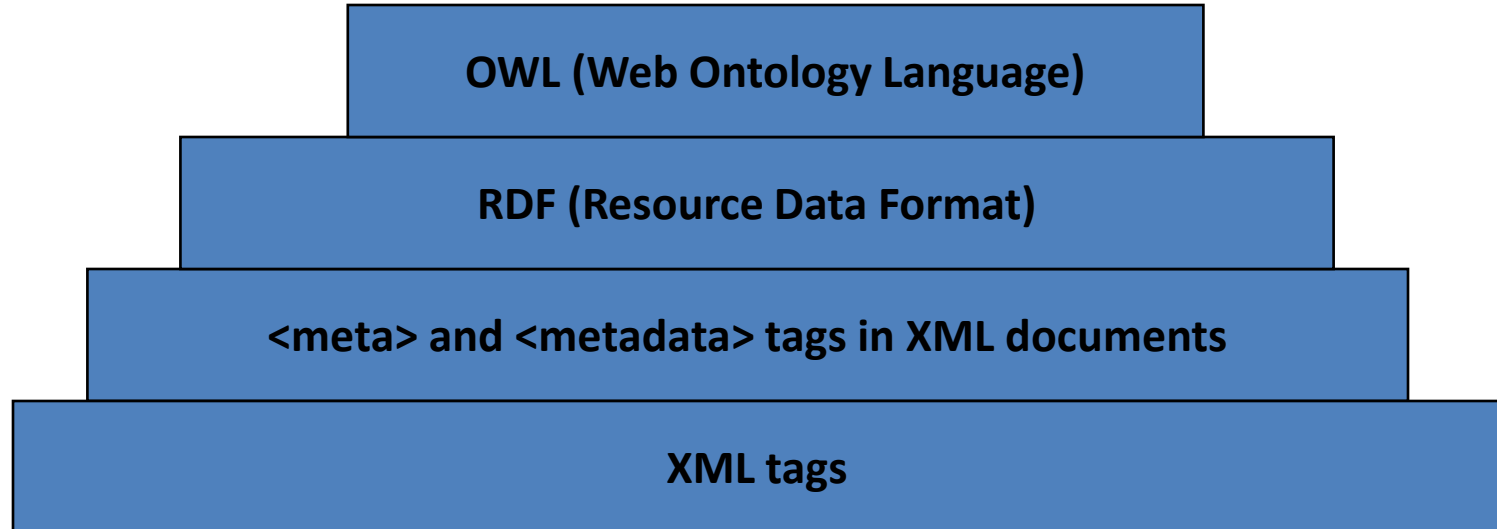 OWL (Web Ontology Language)
RDF (Resource Data Format)
<meta> and <metadata> tags in XML documents
XML tags